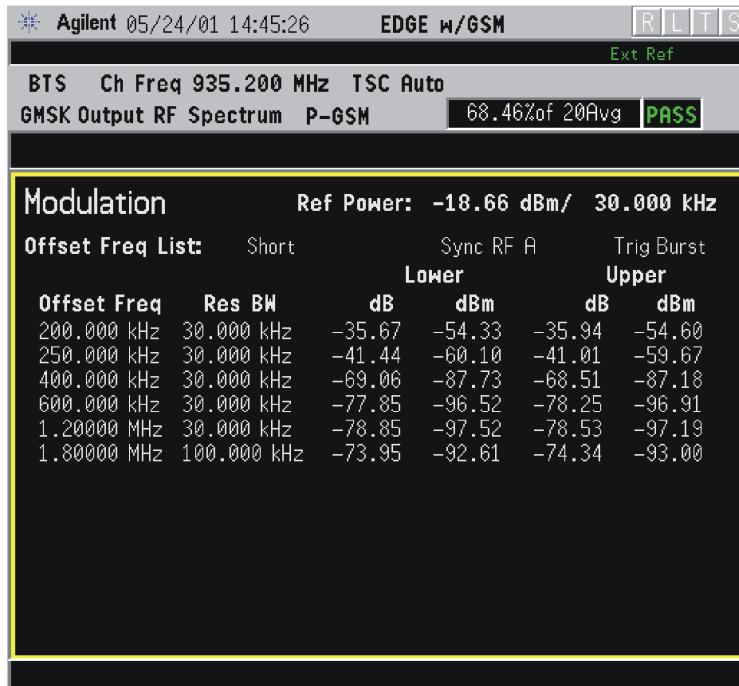 Agilent 05/24/01 14:45:26 EDGE w/GSM R L T S
Ext Ref
BTS Ch Freq 935.200 MHz TSC Auto
GMSK Output RF Spectrum P-GSM 68.46%of 20Avg PASS
Modulation Ref Power: -18.66 dBm/ 30.000 kHz
Offset Freq List: Short Sync RF A Trig Burst
Lower Upper
Offset Freq Res BW dB dBm dB dBm
200.000 kHz 30.000 kHz -35.67 -54.33 -35.94 -54.60
250.000 kHz 30.000 kHz -41.44 -60.10 -41.01 -59.67
400.000 kHz 30.000 kHz -69.06 -87.73 -68.51 -87.18
600.000 kHz 30.000 kHz -77.85 -96.52 -78.25 -96.91
1.20000 MHz 30.000 kHz -78.85 -97.52 -78.53 -97.19
1.80000 MHz 100.000 kHz -73.95 -92.61 -74.34 -93.00